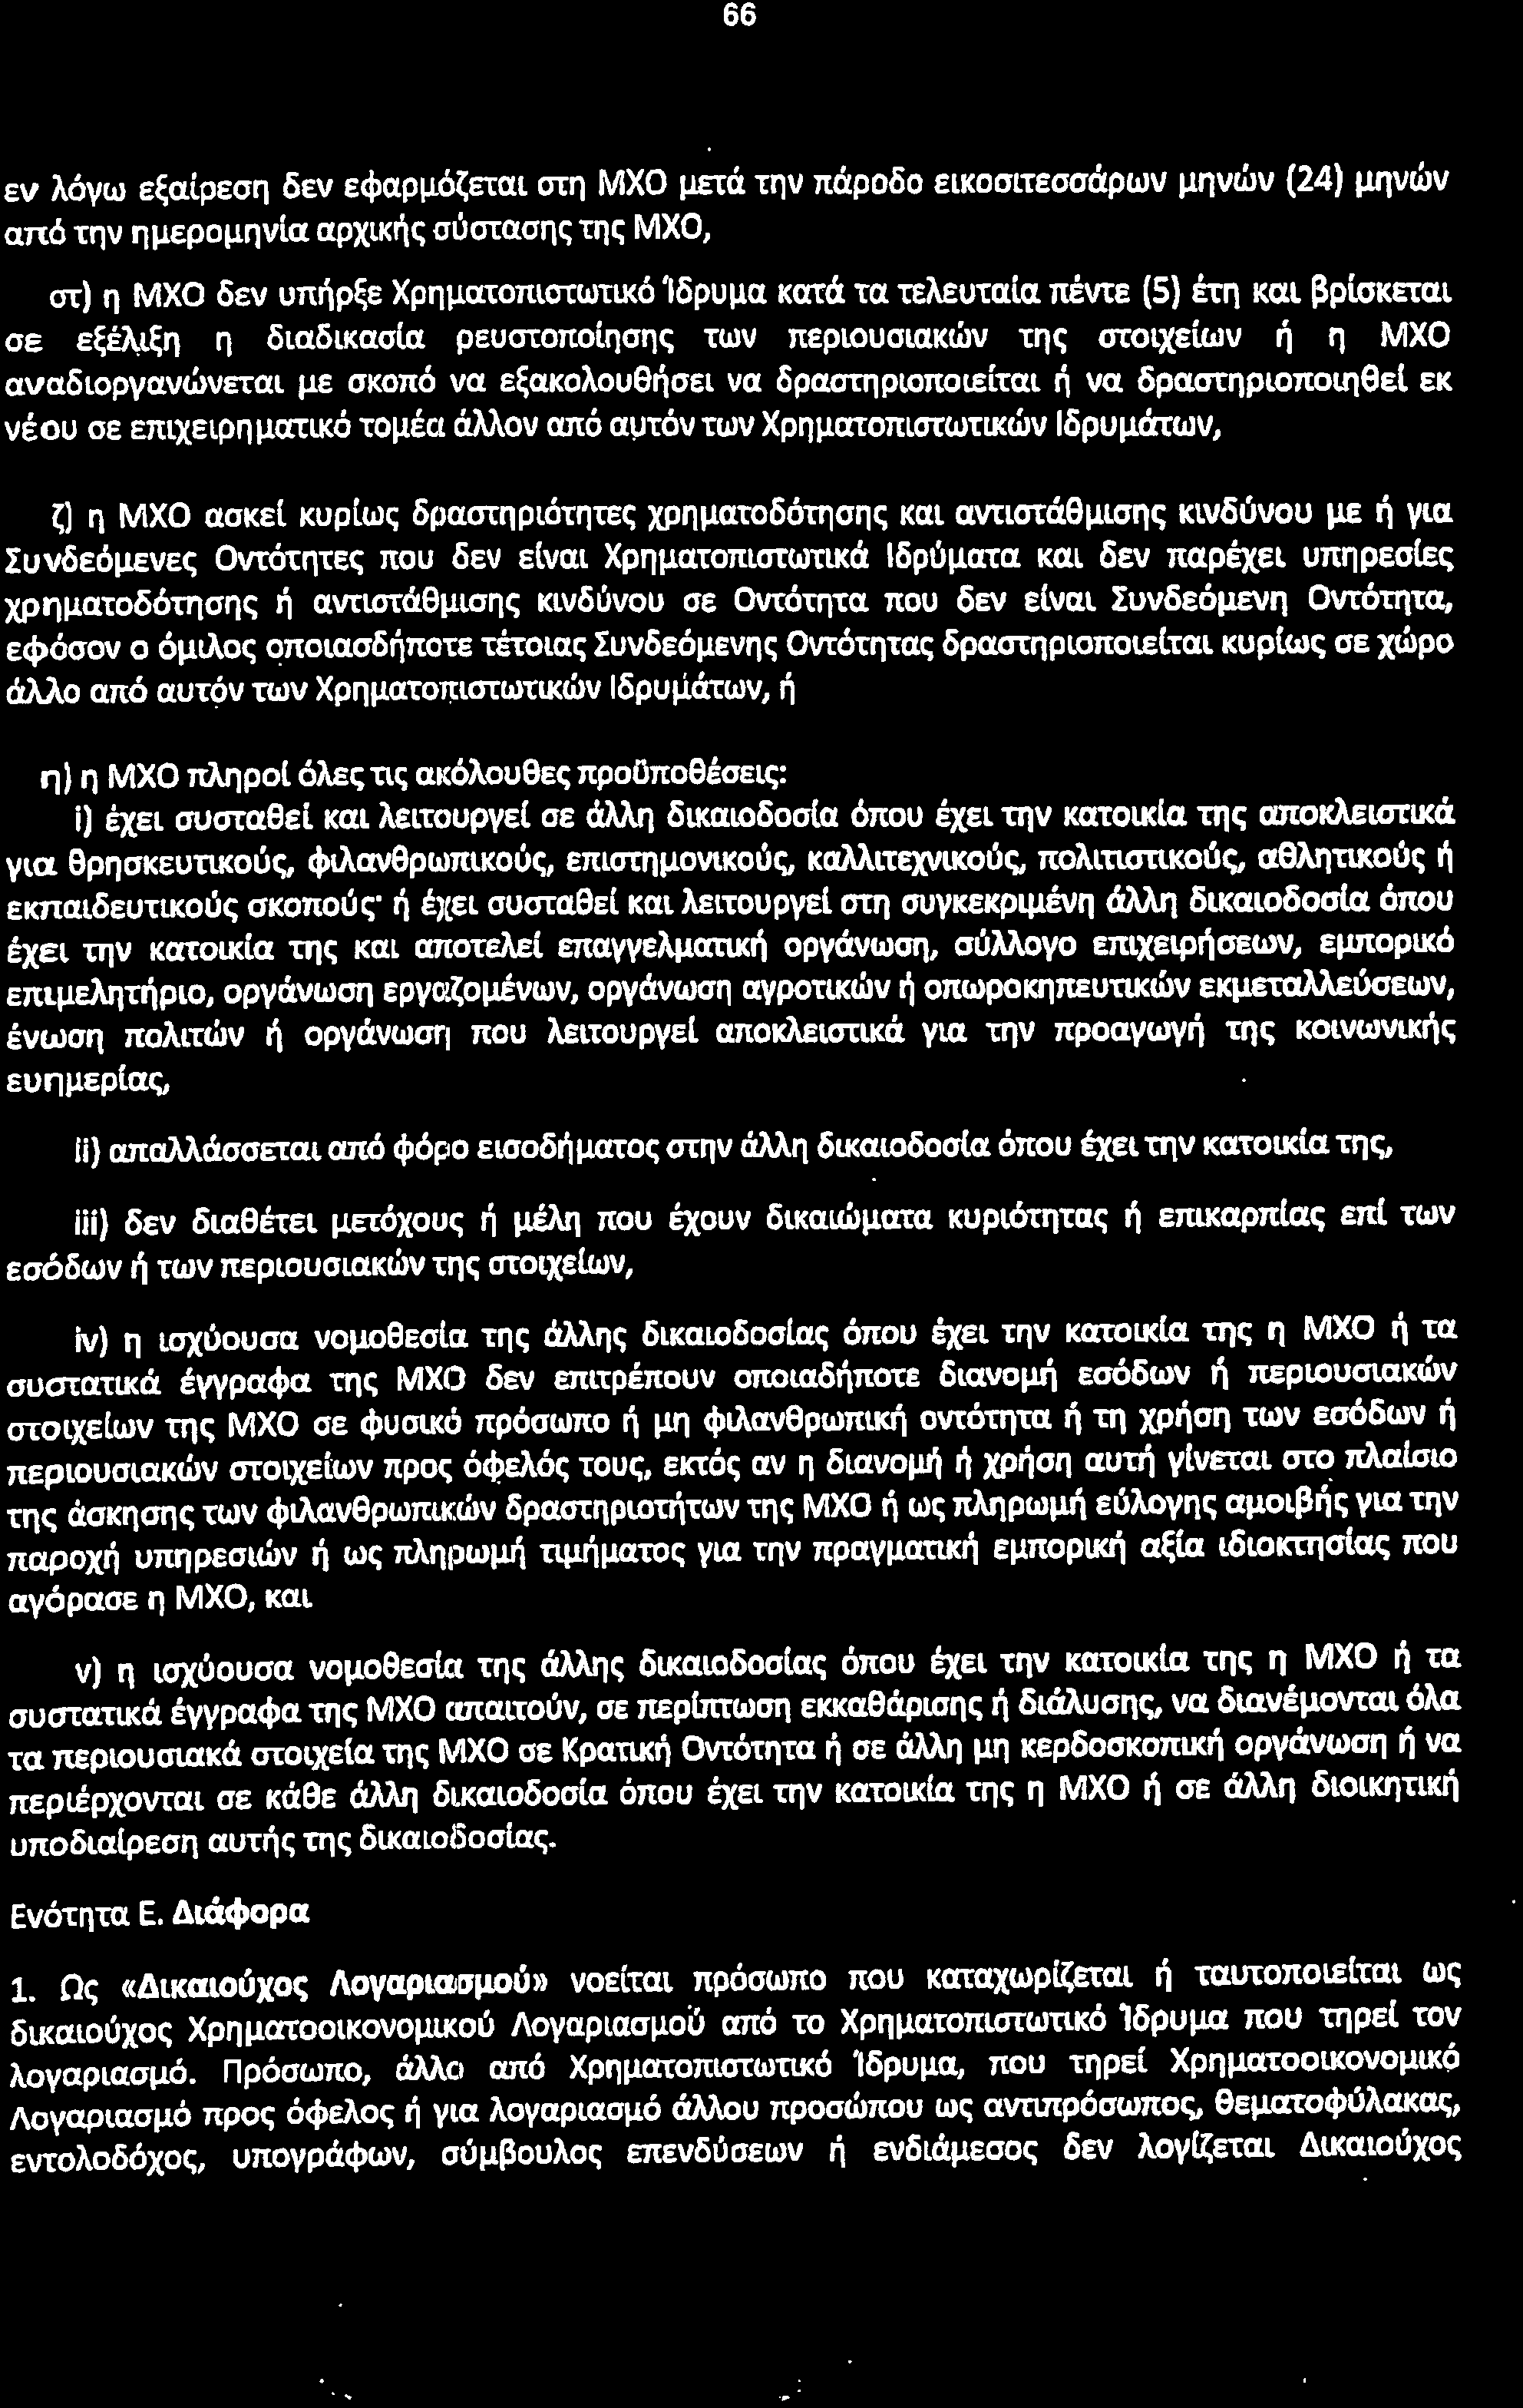 66
εν λόγω εξαίρεση δεν εφαρμόζεται στη ΜΧΟ μετά την πάροδο εικοσιτεσσάρων μηνών (24) μηνών
από την ημερομηνία αρχικής σύστασης της ΜΧΟ,
στ) η ΜΧΟ δεν υπήρξε Χρηματοπιστωτικό Ίδρυμα κατά τα τελευταία πέντε (5) έτη και βρίσκεται
σε εξέλιξη η διαδικασία ρευστοποίησης των περιουσιακών της στοιχείων ή η ΜΧΟ
αναδιοργανώνεται με σκοπό να εξακολουθήσει να δραστηριοποιείται ή να δραστηριοποιηθεί εκ
νέου σε επιχειρηματικό τομέα άλλον από αυτόν των Χρηματοπιστωτικών Ιδρυμάτων,
ζ) η ΜΧΟ ασκεί κυρίως δραστηριότητες χρηματοδότησης και αντιστάθμισης κινδύνου με ή για
Συνδεόμενες Οντότητες που δεν είναι Χρηματοπιστωτικά Ιδρύματα και δεν παρέχει υπηρεσίες
χρηματοδότησης ή αντιστάθμισης κινδύνου σε Οντότητα που δεν είναι Συνδεόμενη Οντότητα,
εφόσον ο όμιλος οποιασδήποτε τέτοιας Συνδεόμενης Οντότητας δραστηριοποιείται κυρίως σε χώρο
άλλο από αυτόν των Χρηματοπιστωτικών Ιδρυμάτων, ή
η) η ΜΧΟ πληροί όλες τις ακόλουθες προϋποθέσεις:
i) έχει συσταθεί και λειτουργεί σε άλλη δικαιοδοσία όπου έχει την κατοικία της αποκλειστικά
για θρησκευτικούς, φιλανθρωπικούς, επιστημονικούς, καλλιτεχνικούς, πολιτιστικούς, αθλητικούς ή
εκπαιδευτικούς σκοπούς· ή έχει συσταθεί και λειτουργεί στη συγκεκριμένη άλλη δικαιοδοσία όπου
έχει την κατοικία της και αποτελεί επαγγελματική οργάνωση, σύλλογο επιχειρήσεων, εμπορικό
επιμελητήριο, οργάνωση εργαζομένων, οργάνωση αγροτικών ή οπωροκηπευτικών εκμεταλλεύσεων,
ένωση πολιτών ή οργάνωση που λειτουργεί αποκλειστικά για την προαγωγή της κοινωνικής
ευημερίας,
ii) απαλλάσσεται από φόρο εισοδήματος στην άλλη δικαιοδοσία όπου έχει την κατοικία της,
iii) δεν διαθέτει μετόχους ή μέλη που έχουν δικαιώματα κυριότητας ή επικαρπίας επί των
εσόδων ή των περιουσιακών της στοιχείων,
iv) η ισχύουσα νομοθεσία της άλλης δικαιοδοσίας όπου έχει την κατοικία της η ΜΧΟ ή τα
συστατικά έγγραφα της ΜΧΟ δεν επιτρέπουν οποιαδήποτε διανομή εσόδων ή περιουσιακών
στοιχείων της ΜΧΟ σε φυσικό πρόσωπο ή μη φιλανθρωπική οντότητα ή τη χρήση των εσόδων ή
περιουσιακών στοιχείων προς όφελός τους, εκτός αν η διανομή ή χρήση αυτή γίνεται στο πλαίσιο
της άσκησης των φιλανθρωπικών δραστηριοτήτων της ΜΧΟ ή ως πληρωμή εύλογης αμοιβής για την
παροχή υπηρεσιών ή ως πληρωμή τιμήματος για την πραγματική εμπορική αξία ιδιοκτησίας που
αγόρασε η ΜΧΟ, και
v) η ισχύουσα νομοθεσία της άλλης δικαιοδοσίας όπου έχει την κατοικία της η ΜΧΟ ή τα
συστατικά έγγραφα της ΜΧΟ απαιτούν, σε περίπτωση εκκαθάρισης ή διάλυσης, να διανέμονται όλα
τα περιουσιακά στοιχεία της ΜΧΟ σε Κρατική Οντότητα ή σε άλλη μη κερδοσκοπική οργάνωση ή να
περιέρχονται σε κάθε άλλη δικαιοδοσία όπου έχει την κατοικία της η ΜΧΟ ή σε άλλη διοικητική
υποδιαίρεση αυτής της δικαιοδοσίας.
Ενότητα Ε. Διάφορα
1. Ως «Δικαιούχος Λογαριασμού» νοείται πρόσωπο που καταχωρίζεται ή ταυτοποιείται ως
δικαιούχος Χρηματοοικονομικού Λογαριασμού από το Χρηματοπιστωτικό Ίδρυμα που τηρεί τον
λογαριασμό. Πρόσωπο, άλλο από Χρηματοπιστωτικό Ίδρυμα, που τηρεί Χρηματοοικονομικό
Λογαριασμό προς όφελος ή για λογαριασμό άλλου προσώπου ως αντιπρόσωπος, θεματοφύλακας,
εντολοδόχος, υπογράφων, σύμβουλος επενδύσεων ή ενδιάμεσος δεν λογίζεται Δικαιούχος